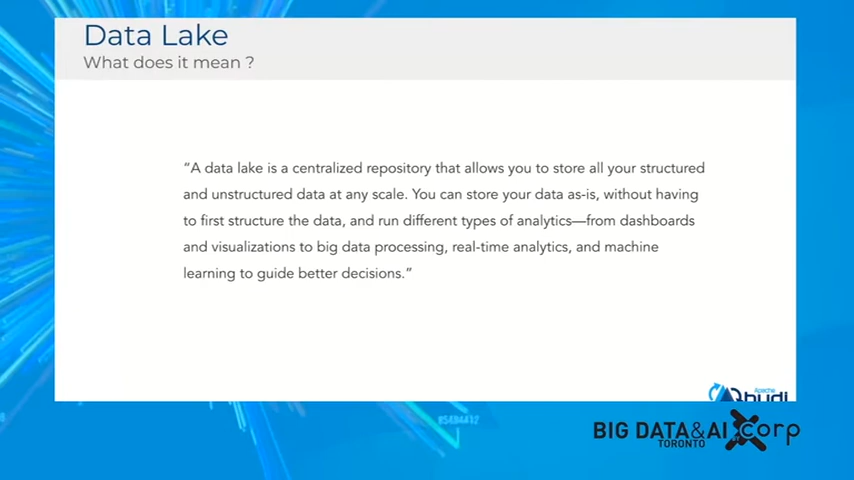 Data Lake
What does it mean ?
“A data lake is a centralized repository that allows you to store all your structured
and unstructured data at any scale. You can store your data as-is, without having
to first structure the data, and run different types of analytics—from dashboards
and visualizations to big data processing, real-time analytics, and machine
learning to guide better decisions.”
Apache
hudi
BIG DATA&AI
TORONTO
corp